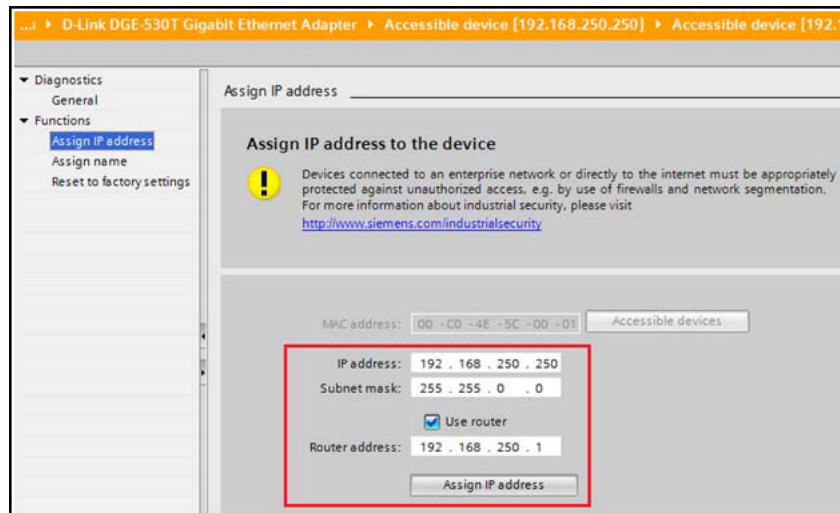 ...i ▸ D-Link DGE-530T Gigabit Ethernet Adapter ▸ Accessible device [192.168.250.250] ▸ Accessible device [192.1
Diagnostics
General
Functions
Assign IP address
Assign name
Reset to factory settings
Assign IP address
Assign IP address to the device
Devices connected to an enterprise network or directly to the internet must be appropriately
protected against unauthorized access, e.g. by use of firewalls and network segmentation.
For more information about industrial security, please visit
http://www.siemens.com/industrialsecurity
MAC address: 00 - C0 - 4E - 5C - 00 - 01 Accessible devices
IP address: 192 . 168 . 250 . 250
Subnet mask: 255 . 255 . 0 . 0
Use router
Router address: 192 . 168 . 250 . 1
Assign IP address